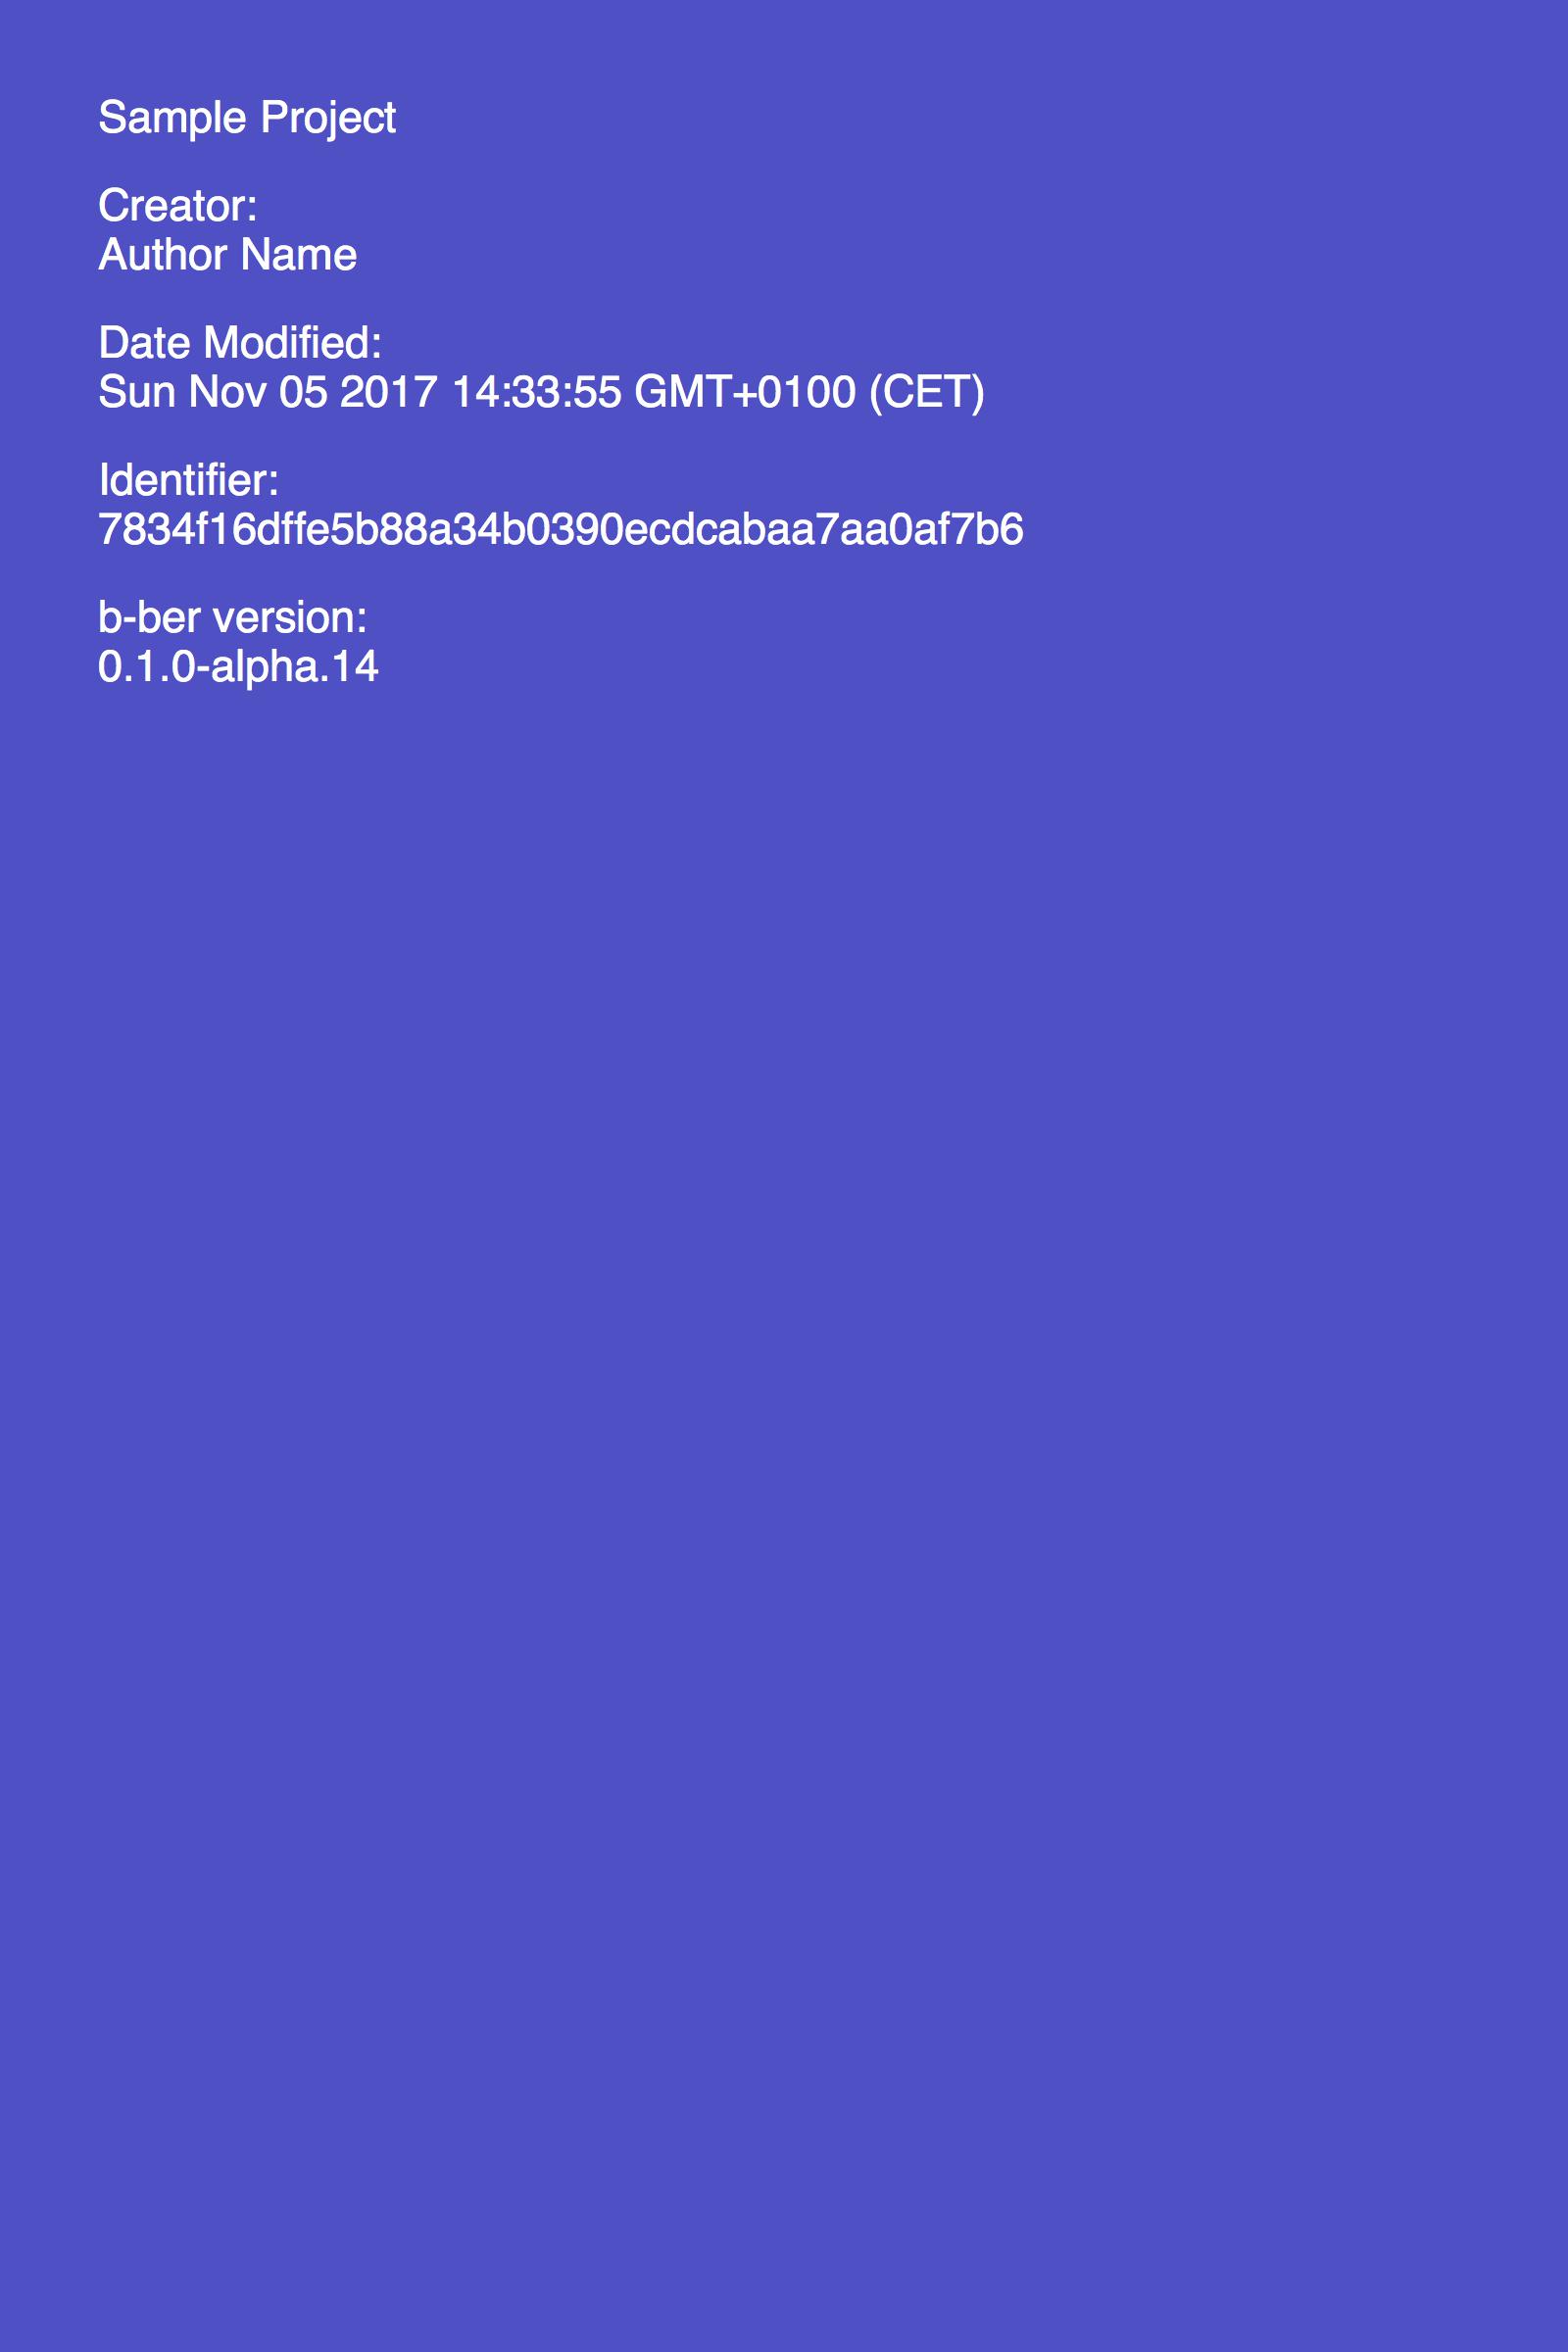 Sample Project
Creator:
Author Name
Date Modified:
Sun Nov 05 2017 14:33:55 GMT+0100 (CET)
Identifier:
7834f16dffe5b88a34b0390ecdcabaa7aa0af7b6
b-ber version:
0.1.0-alpha.14